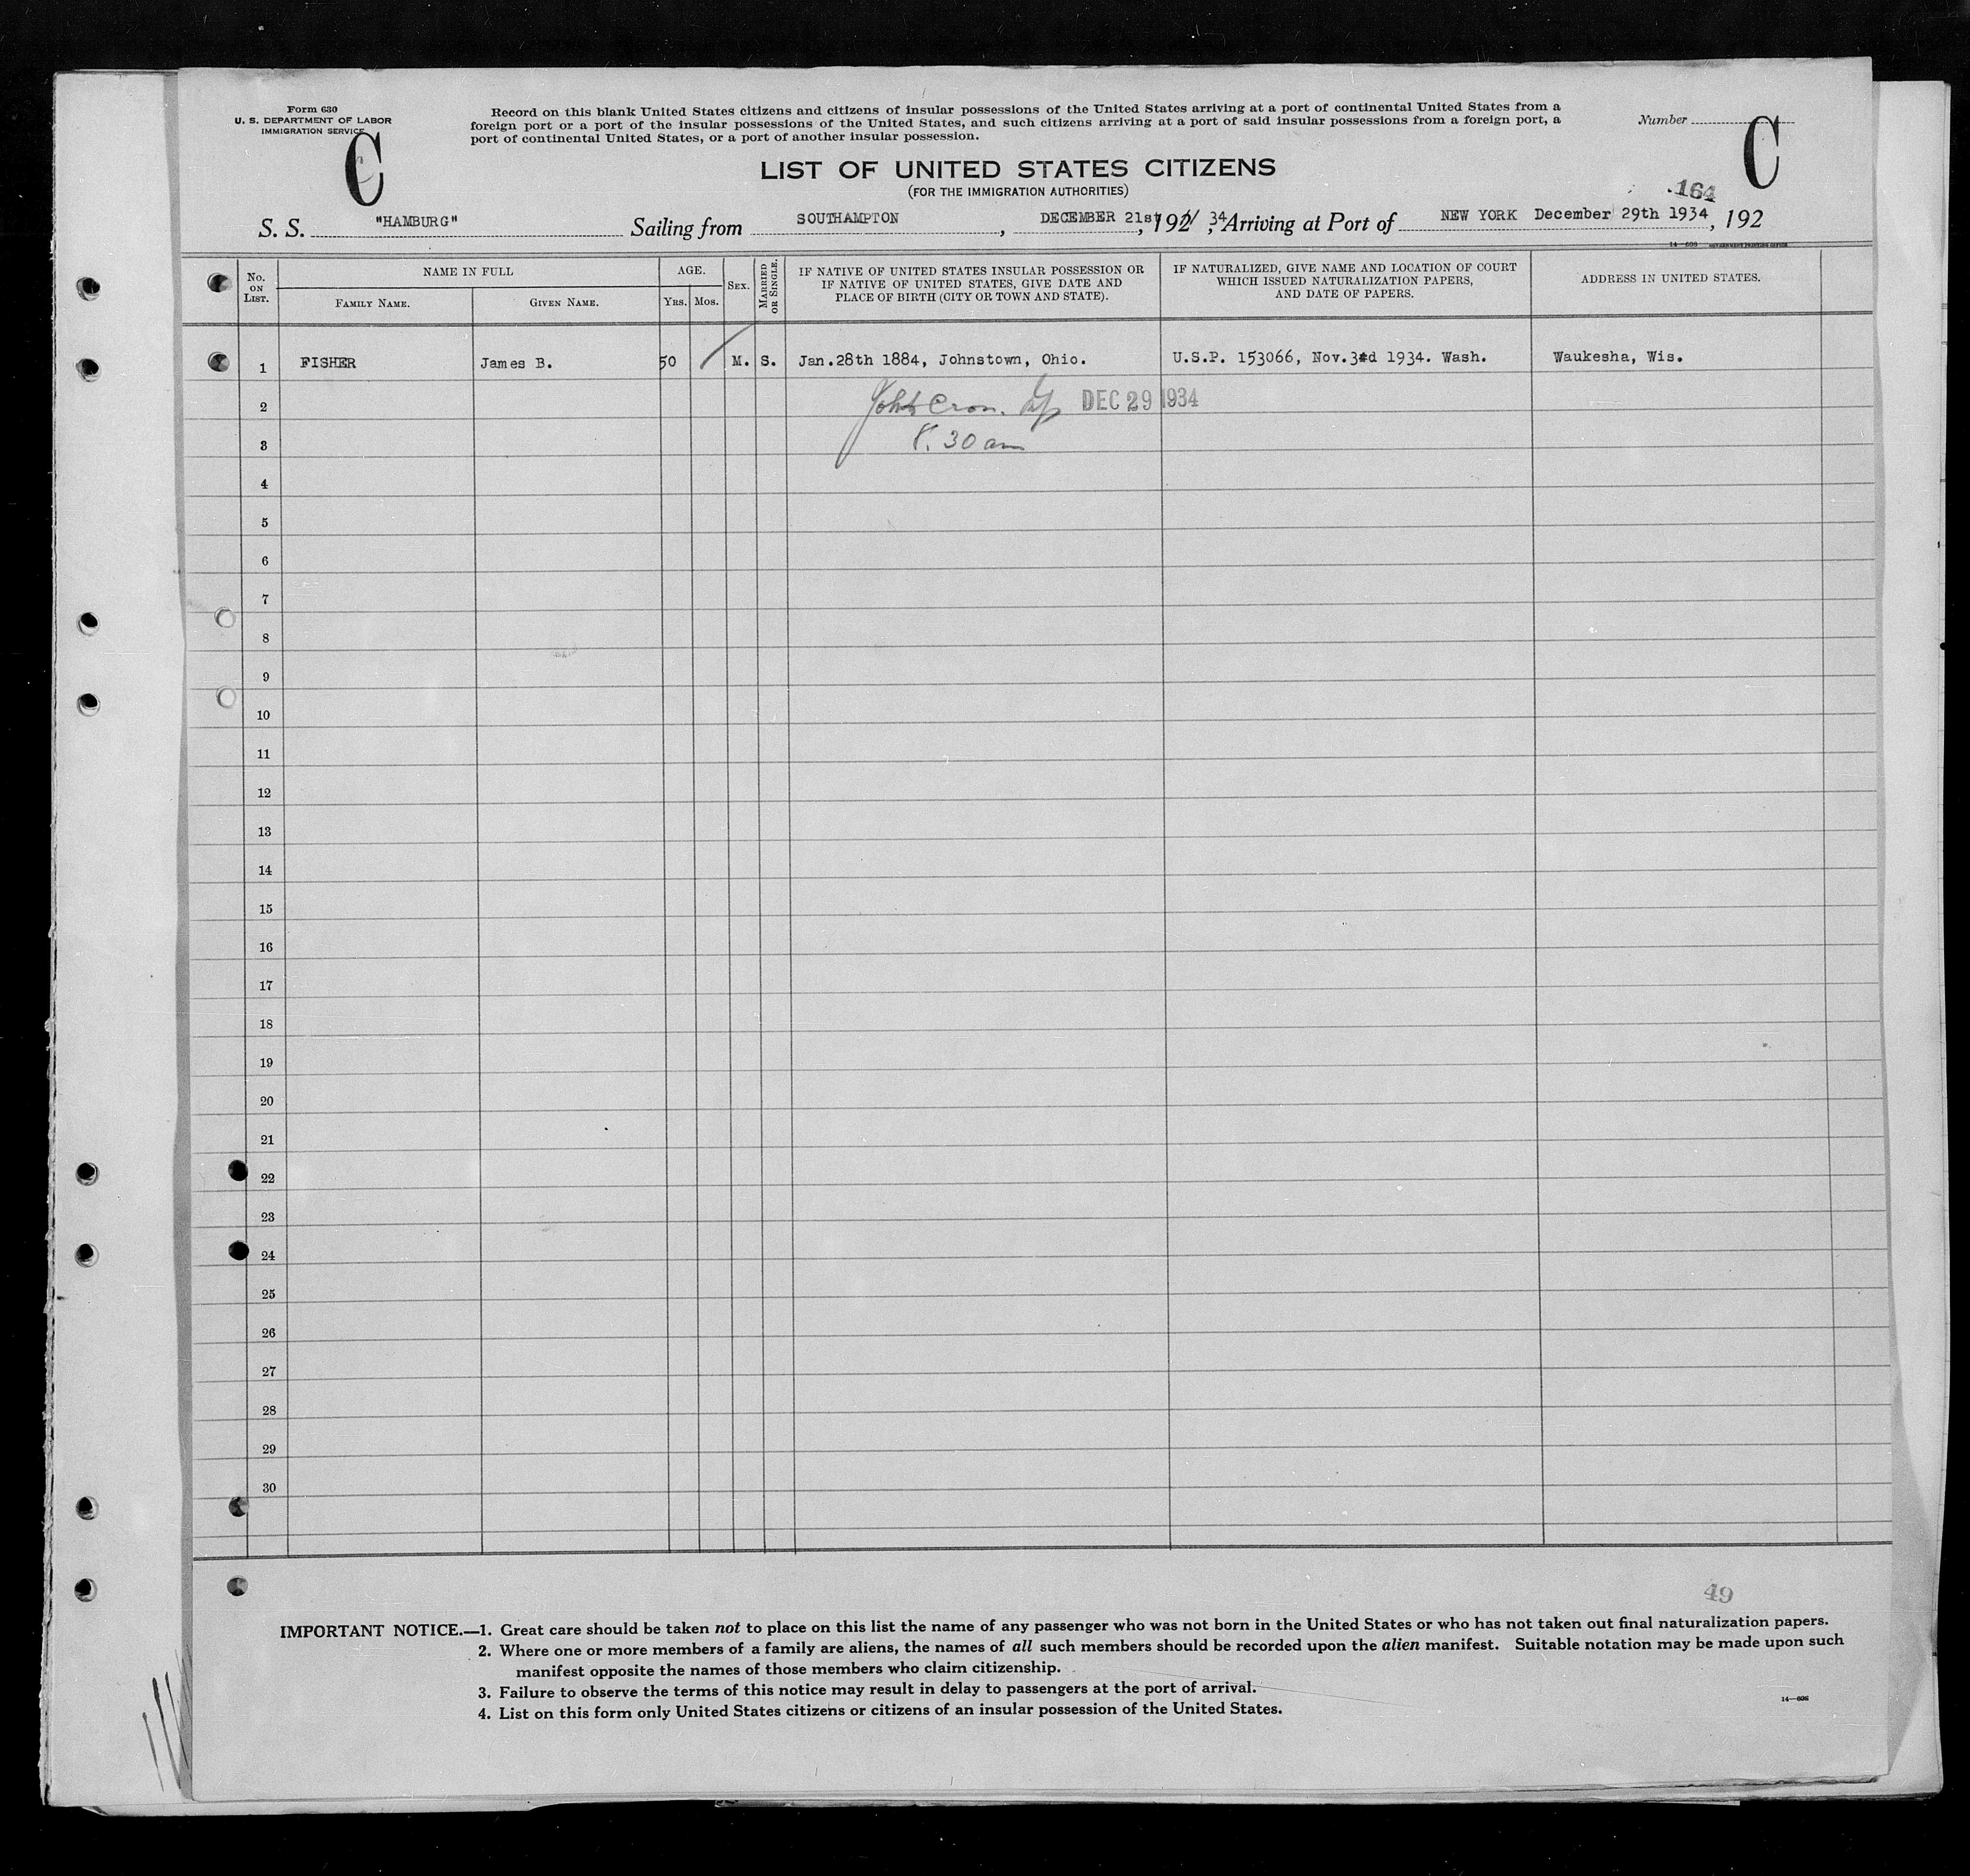 Form 630
U. S. DEPARTMENT OF LABOR
IMMIGRATION SERVICE
Record on this blank United States citizens and citizens of insular possessions of the United States arriving at a port of continental United States from a
foreign port or a port of the insular possessions of the United States, and such citizens arriving at a port of said insular possessions from a foreign port, a
port of continental United States, or a port of another insular possession.
Number
C
C
LIST OF UNITED STATES CITIZENS
(FOR THE IMMIGRATION AUTHORITIES)
164
S. S. "HAMBURG" Sailing from SOUTHAMPTON, DECEMBER 21st, 192 34 Arriving at Port of NEW YORK December 29th 1934, 192
No. ON LIST.
NAME IN FULL
FAMILY NAME.
GIVEN NAME.
AGE.
YRS.
MOS.
SEX.
MARRIED OR SINGLE.
IF NATIVE OF UNITED STATES INSULAR POSSESSION OR
IF NATIVE OF UNITED STATES, GIVE DATE AND
PLACE OF BIRTH (CITY OR TOWN AND STATE).
IF NATURALIZED, GIVE NAME AND LOCATION OF COURT
WHICH ISSUED NATURALIZATION PAPERS,
AND DATE OF PAPERS.
ADDRESS IN UNITED STATES.
1 FISHER James B. 50 M. S. Jan.28th 1884, Johnstown, Ohio. U.S.P. 153066, Nov. 1934. Wash. Waukesha, Wis.
2 DEC 29 1934
3 8.30 am
4
5
6
7
8
9
10
11
12
13
14
15
16
17
18
19
20
21
22
23
24
25
26
27
28
29
30
49
IMPORTANT NOTICE.—1. Great care should be taken not to place on this list the name of any passenger who was not born in the United States or who has not taken out final naturalization papers.
2. Where one or more members of a family are aliens, the names of all such members should be recorded upon the alien manifest. Suitable notation may be made upon such
manifest opposite the names of those members who claim citizenship.
3. Failure to observe the terms of this notice may result in delay to passengers at the port of arrival.
4. List on this form only United States citizens or citizens of an insular possession of the United States.